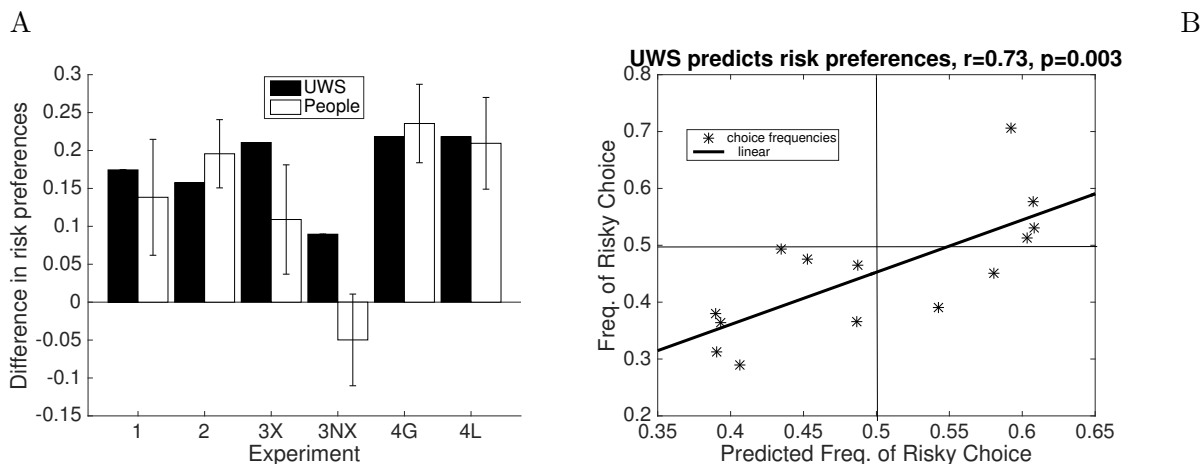 A
B
0.3
0.25
0.2
0.15
0.1
0.05
0
-0.05
-0.1
-0.15
Difference in risk preferences
UWS
People
1 2 3X 3NX 4G 4L
Experiment
UWS predicts risk preferences, r=0.73, p=0.003
0.8
0.7
0.6
0.5
0.4
0.3
0.2
Freq. of Risky Choice
choice frequencies
linear
0.35 0.4 0.45 0.5 0.55 0.6 0.65
Predicted Freq. of Risky Choice